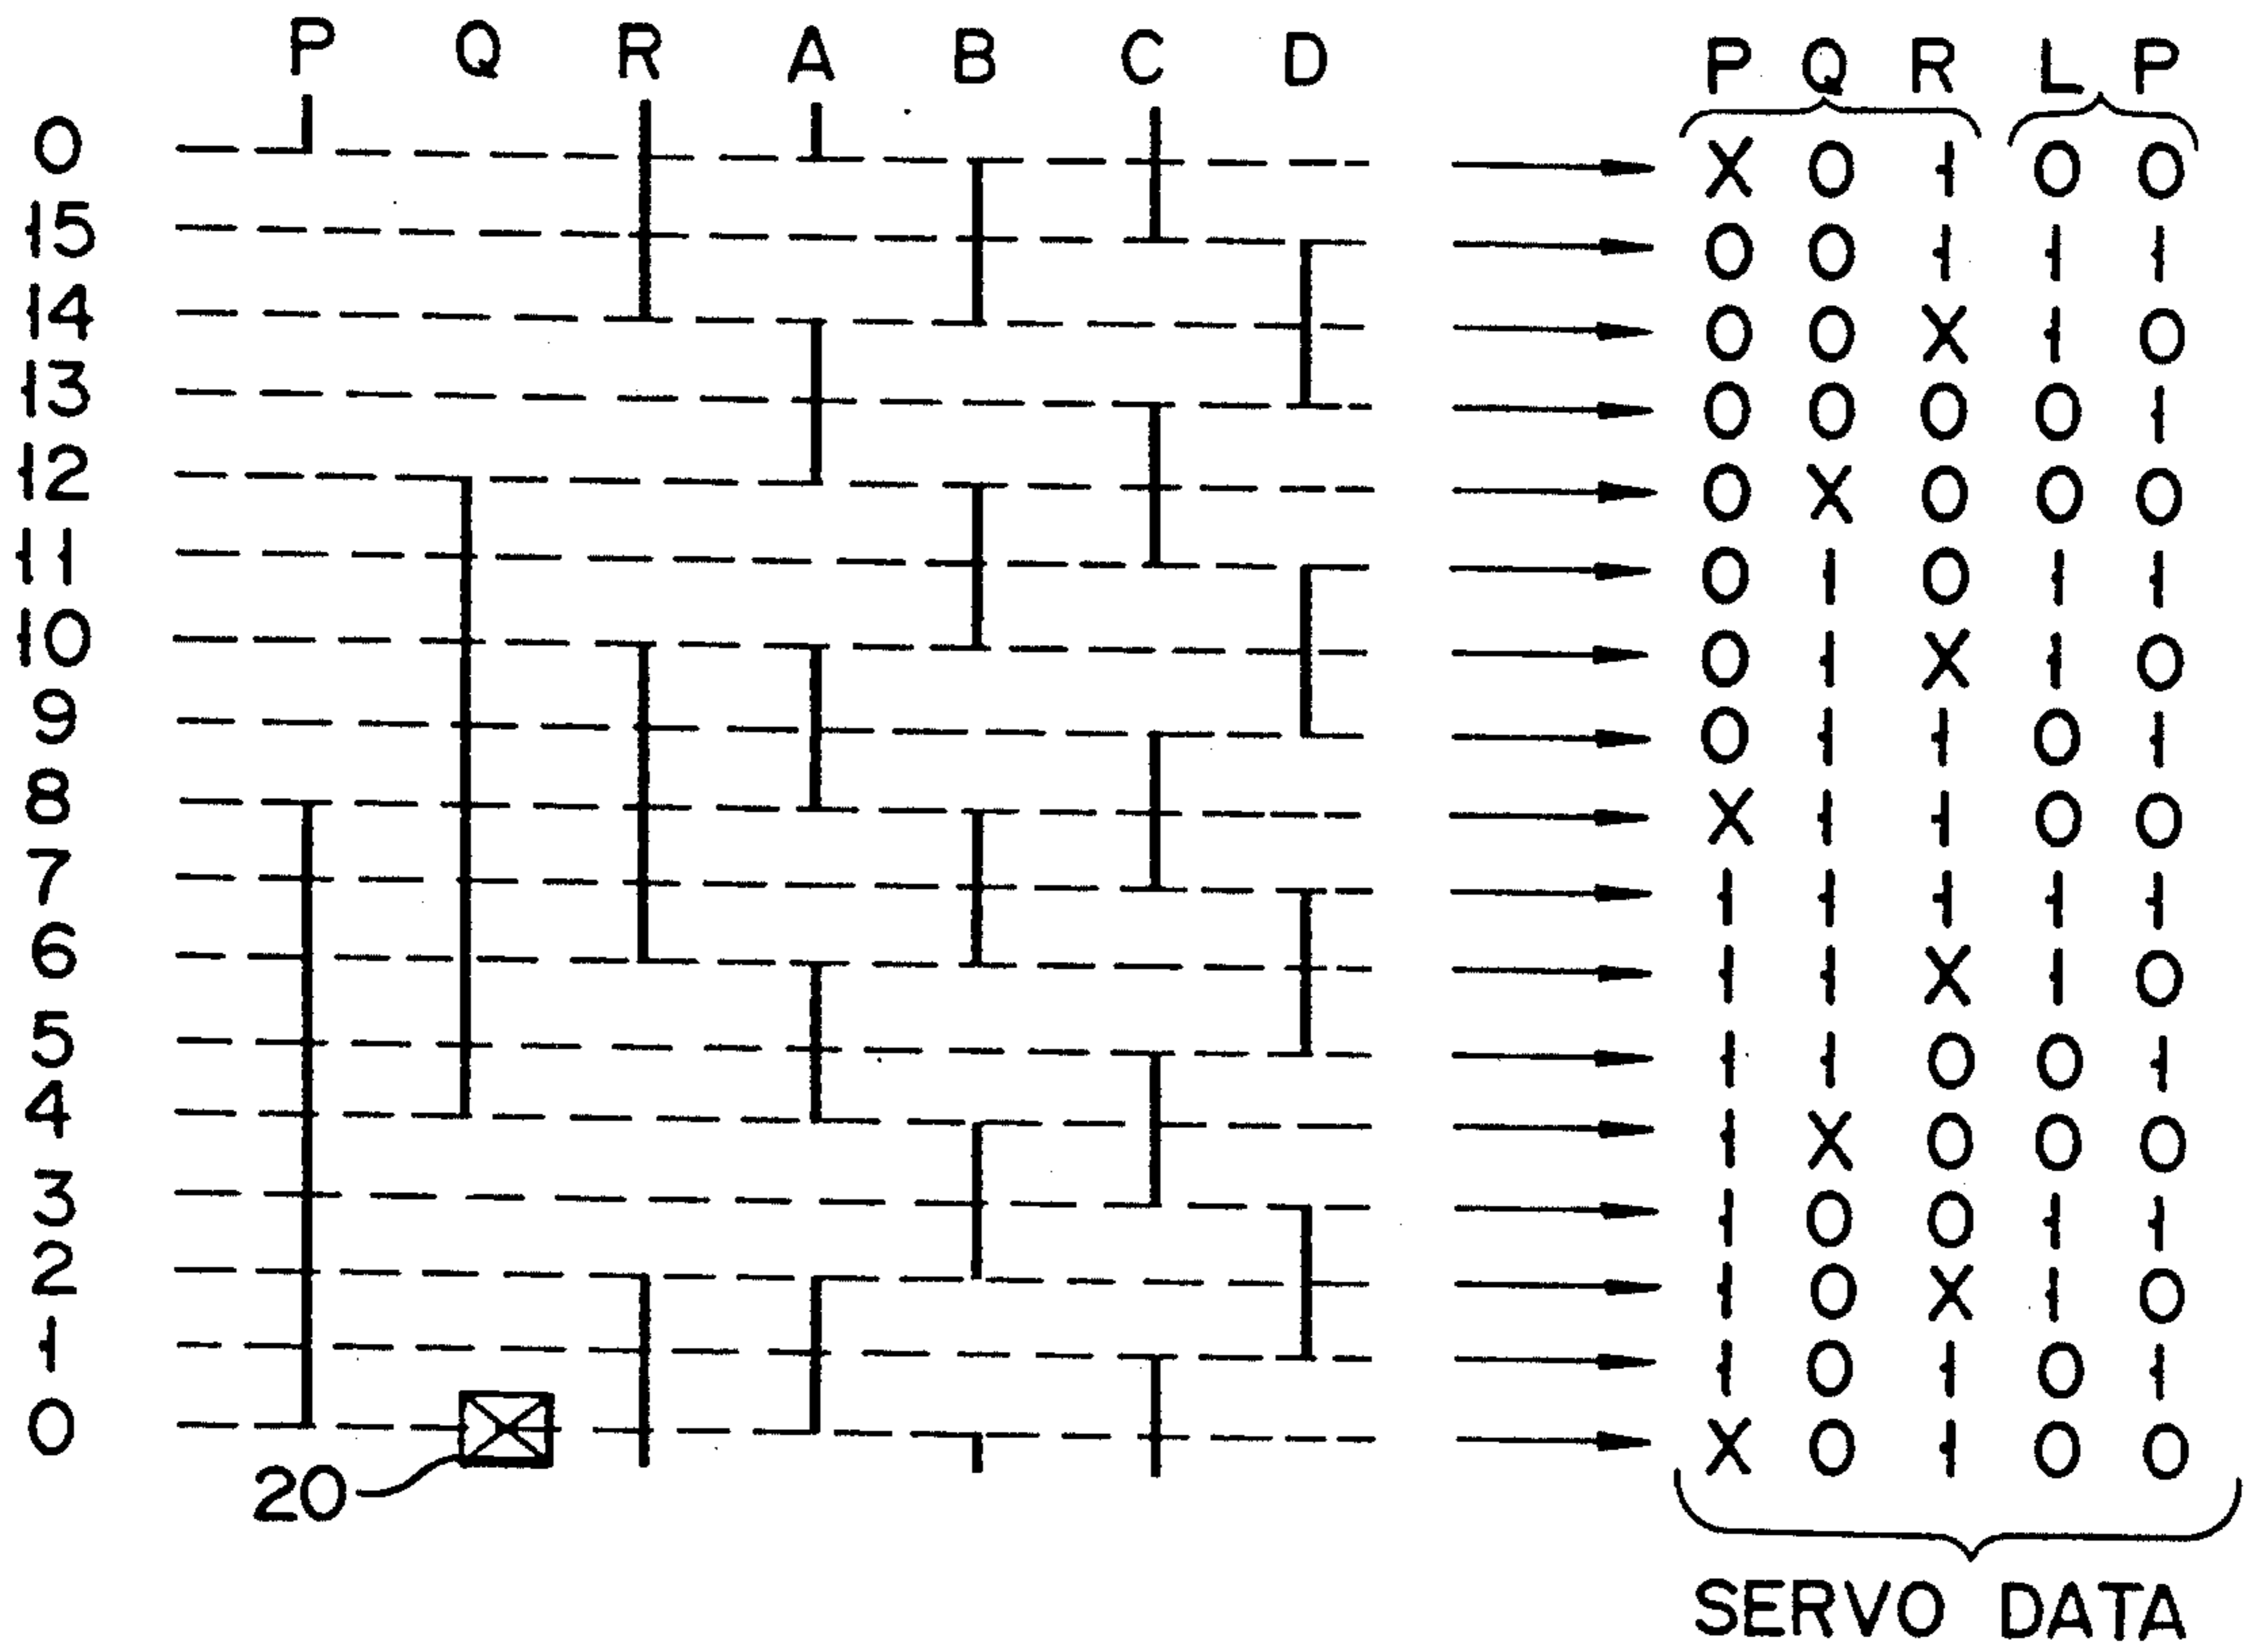 P Q R A B C D P Q R L P
0 X 0 1 0 0
15 0 0 1 1 1
14 0 0 X 1 0
13 0 0 0 0 1
12 0 X 0 0 0
11 0 1 0 1 1
10 0 1 X 1 0
9 0 1 1 0 1
8 X 1 1 0 0
7 1 1 1 1 1
6 1 1 X 1 0
5 1 1 0 0 1
4 1 X 0 0 0
3 1 0 0 1 1
2 1 0 X 1 0
1 1 0 1 0 1
0 X 0 1 0 0
20
SERVO DATA